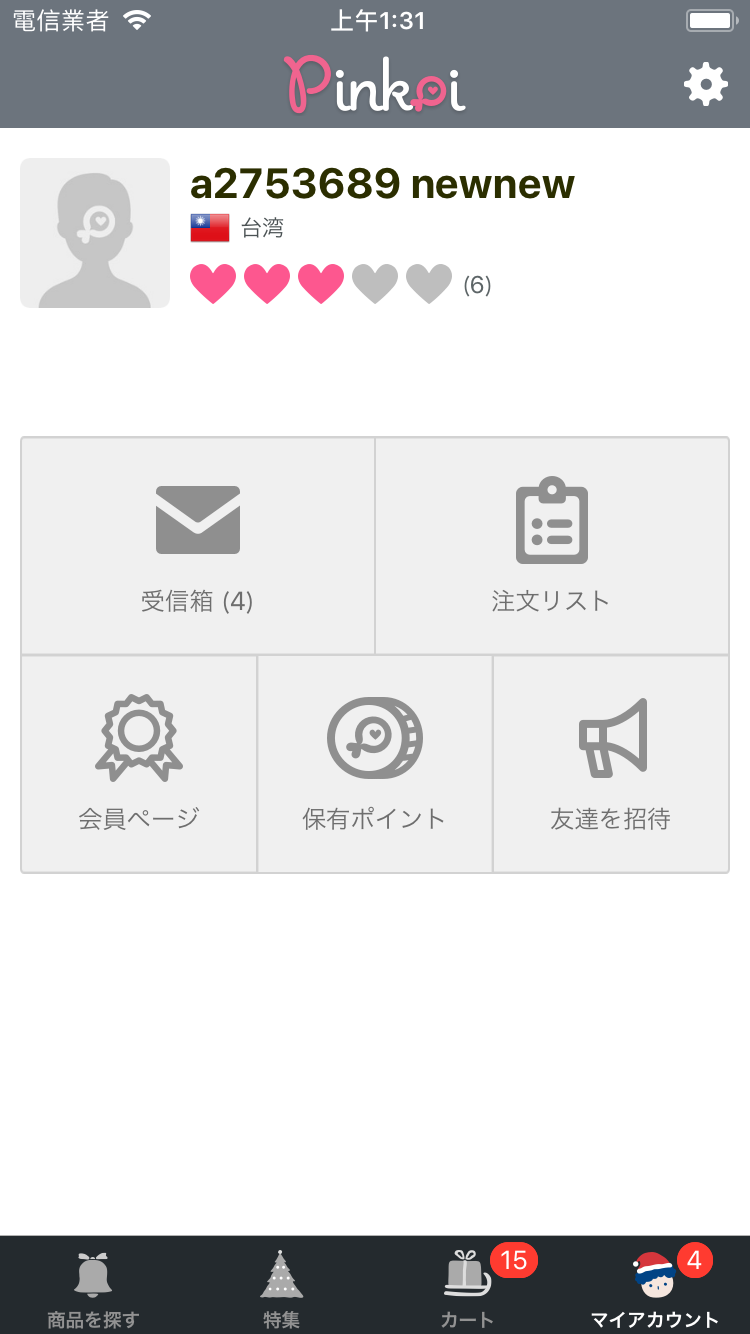 電信業者 上午1:31
Pinkoi
a2753689 newnew
台湾
(6)
受信箱 (4) 注文リスト
会員ページ 保有ポイント 友達を招待
15 4
商品を探す 特集 カート マイアカウント